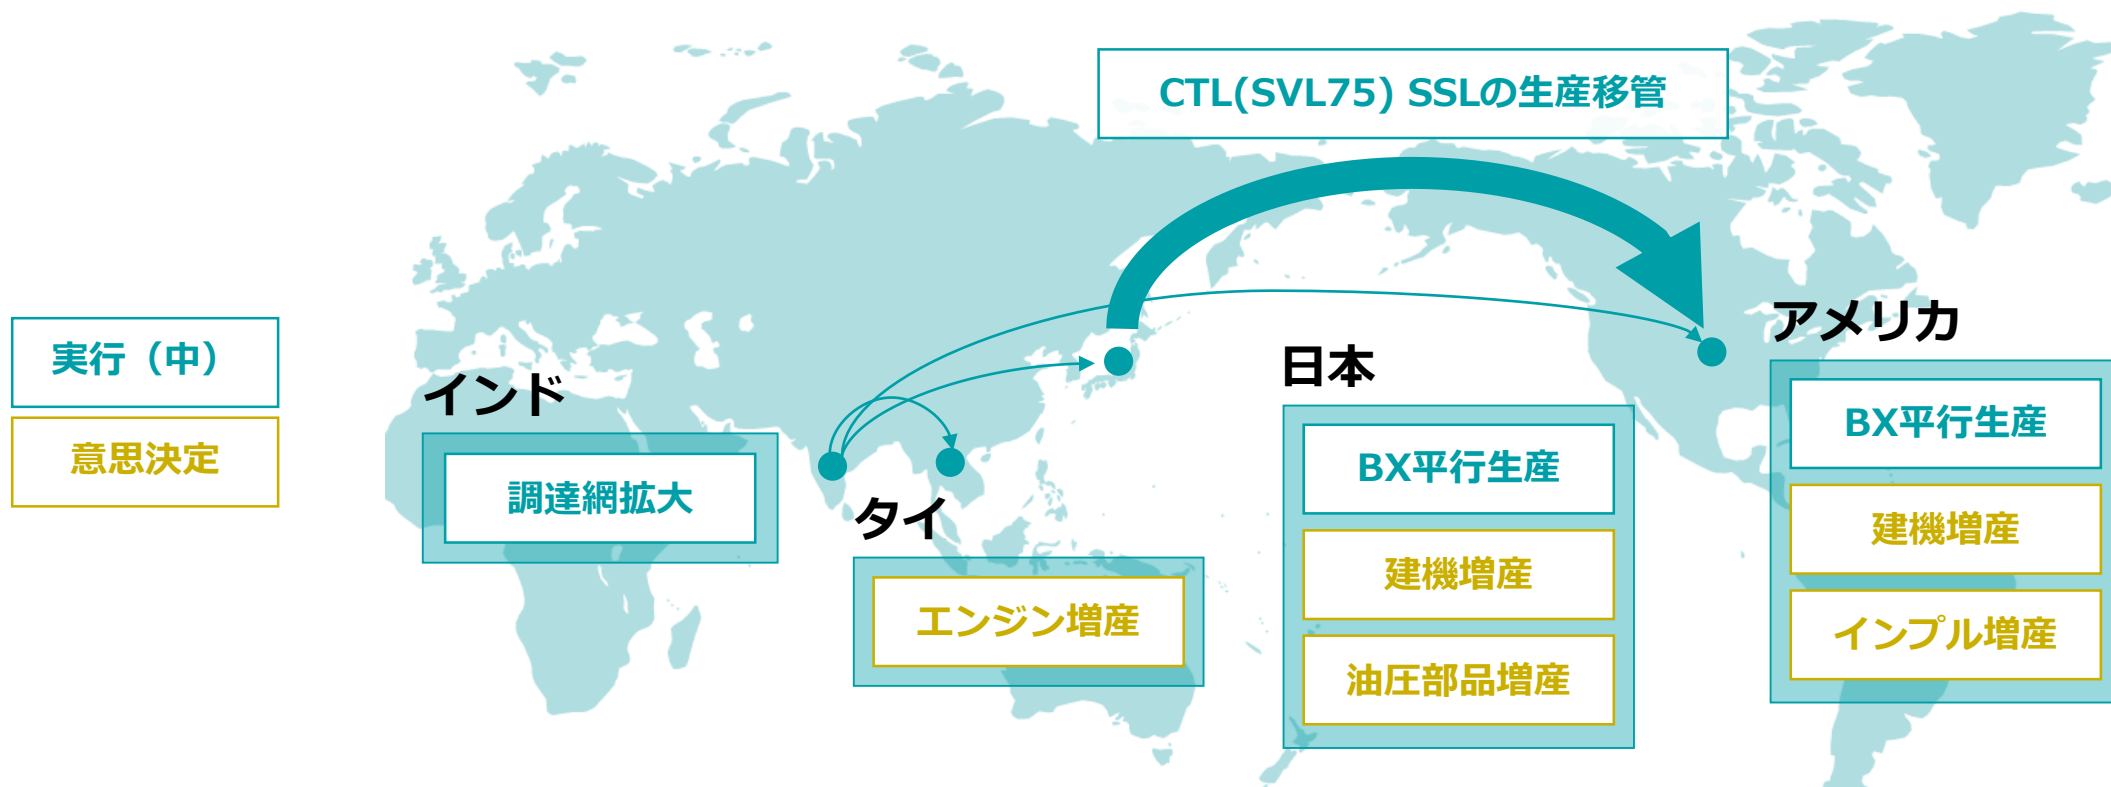 CTL(SVL75) SSLの生産移管
実行（中）
意思決定
インド
調達網拡大
タイ
エンジン増産
日本
BX平行生産
建機増産
油圧部品増産
アメリカ
BX平行生産
建機増産
インプル増産